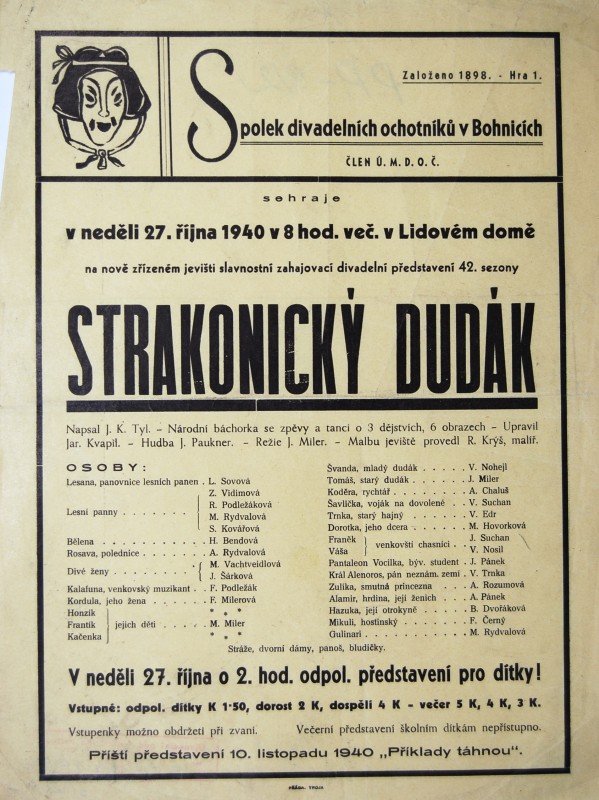 Založeno 1898. - Hra 1.
Spolek divadelních ochotníků v Bohnicích
ČLEN Ú. M. D. O. Č.
sehraje
v neděli 27. října 1940 v 8 hod. več. v Lidovém domě
na nově zřízeném jevišti slavnostní zahajovací divadelní představení 42. sezony
STRAKONICKÝ DUDÁK
Napsal J. K. Tyl. – Národní báchorka se zpěvy a tanci o 3 dějstvích, 6 obrazech – Upravil
Jar. Kvapil. – Hudba J. Paukner. – Režie J. Miler. – Malbu jeviště provedl R. Krýš, malíř.
OSOBY:
Lesana, panovnice lesních panen . L. Sovová
Lesní panny . . . . . . . Z. Vidimová
R. Podležáková
M. Rydvalová
S. Kovářová
Bělena . . . . . . . . . . . H. Bendová
Rosava, polednice . . . . . . . A. Rydvalová
Divé ženy . . . . . . . M. Vachtveidlová
J. Šárková
Kalafuna, venkovský muzikant . F. Podležák
Kordula, jeho žena . . . . . . . F. Milerová
Honzík * * *
Frantík jejich děti . . . . M. Miler
Kačenka * * *
Švanda, mladý dudák . . . . . V. Nohejl
Tomáš, starý dudák . . . . . . J. Miler
Koděra, rychtář . . . . . . . . A. Chaluš
Šavlička, voják na dovolené . . V. Suchan
Trnka, starý hajný . . . . . . V. Edr
Dorotka, jeho dcera . . . . . . M. Hovorková
Franěk venkovští chasníci . . J. Suchan
Váša V. Nosil
Pantaleon Vocilka, býv. student . J. Pánek
Král Alenoros, pán neznám. zemí . V. Trnka
Zulika, smutná princezna . . . A. Rozumová
Alamir, hrdina, její ženich . . . A. Pánek
Hazuka, její otrokyně . . . . . B. Dvořáková
Mikuli, hostinský . . . . . . . F. Černý
Gulinari . . . . . . . . . . . M. Rydvalová
Stráže, dvorní dámy, panoš, bludičky.
V neděli 27. října o 2. hod. odpol. představení pro dítky!
Vstupné: odpol. dítky K 1·50, dorost 2 K, dospělí 4 K – večer 5 K, 4 K, 3 K.
Vstupenky možno obdržeti při zvaní. Večerní představení školním dítkám nepřístupno.
Příští představení 10. listopadu 1940 „Příklady táhnou“.